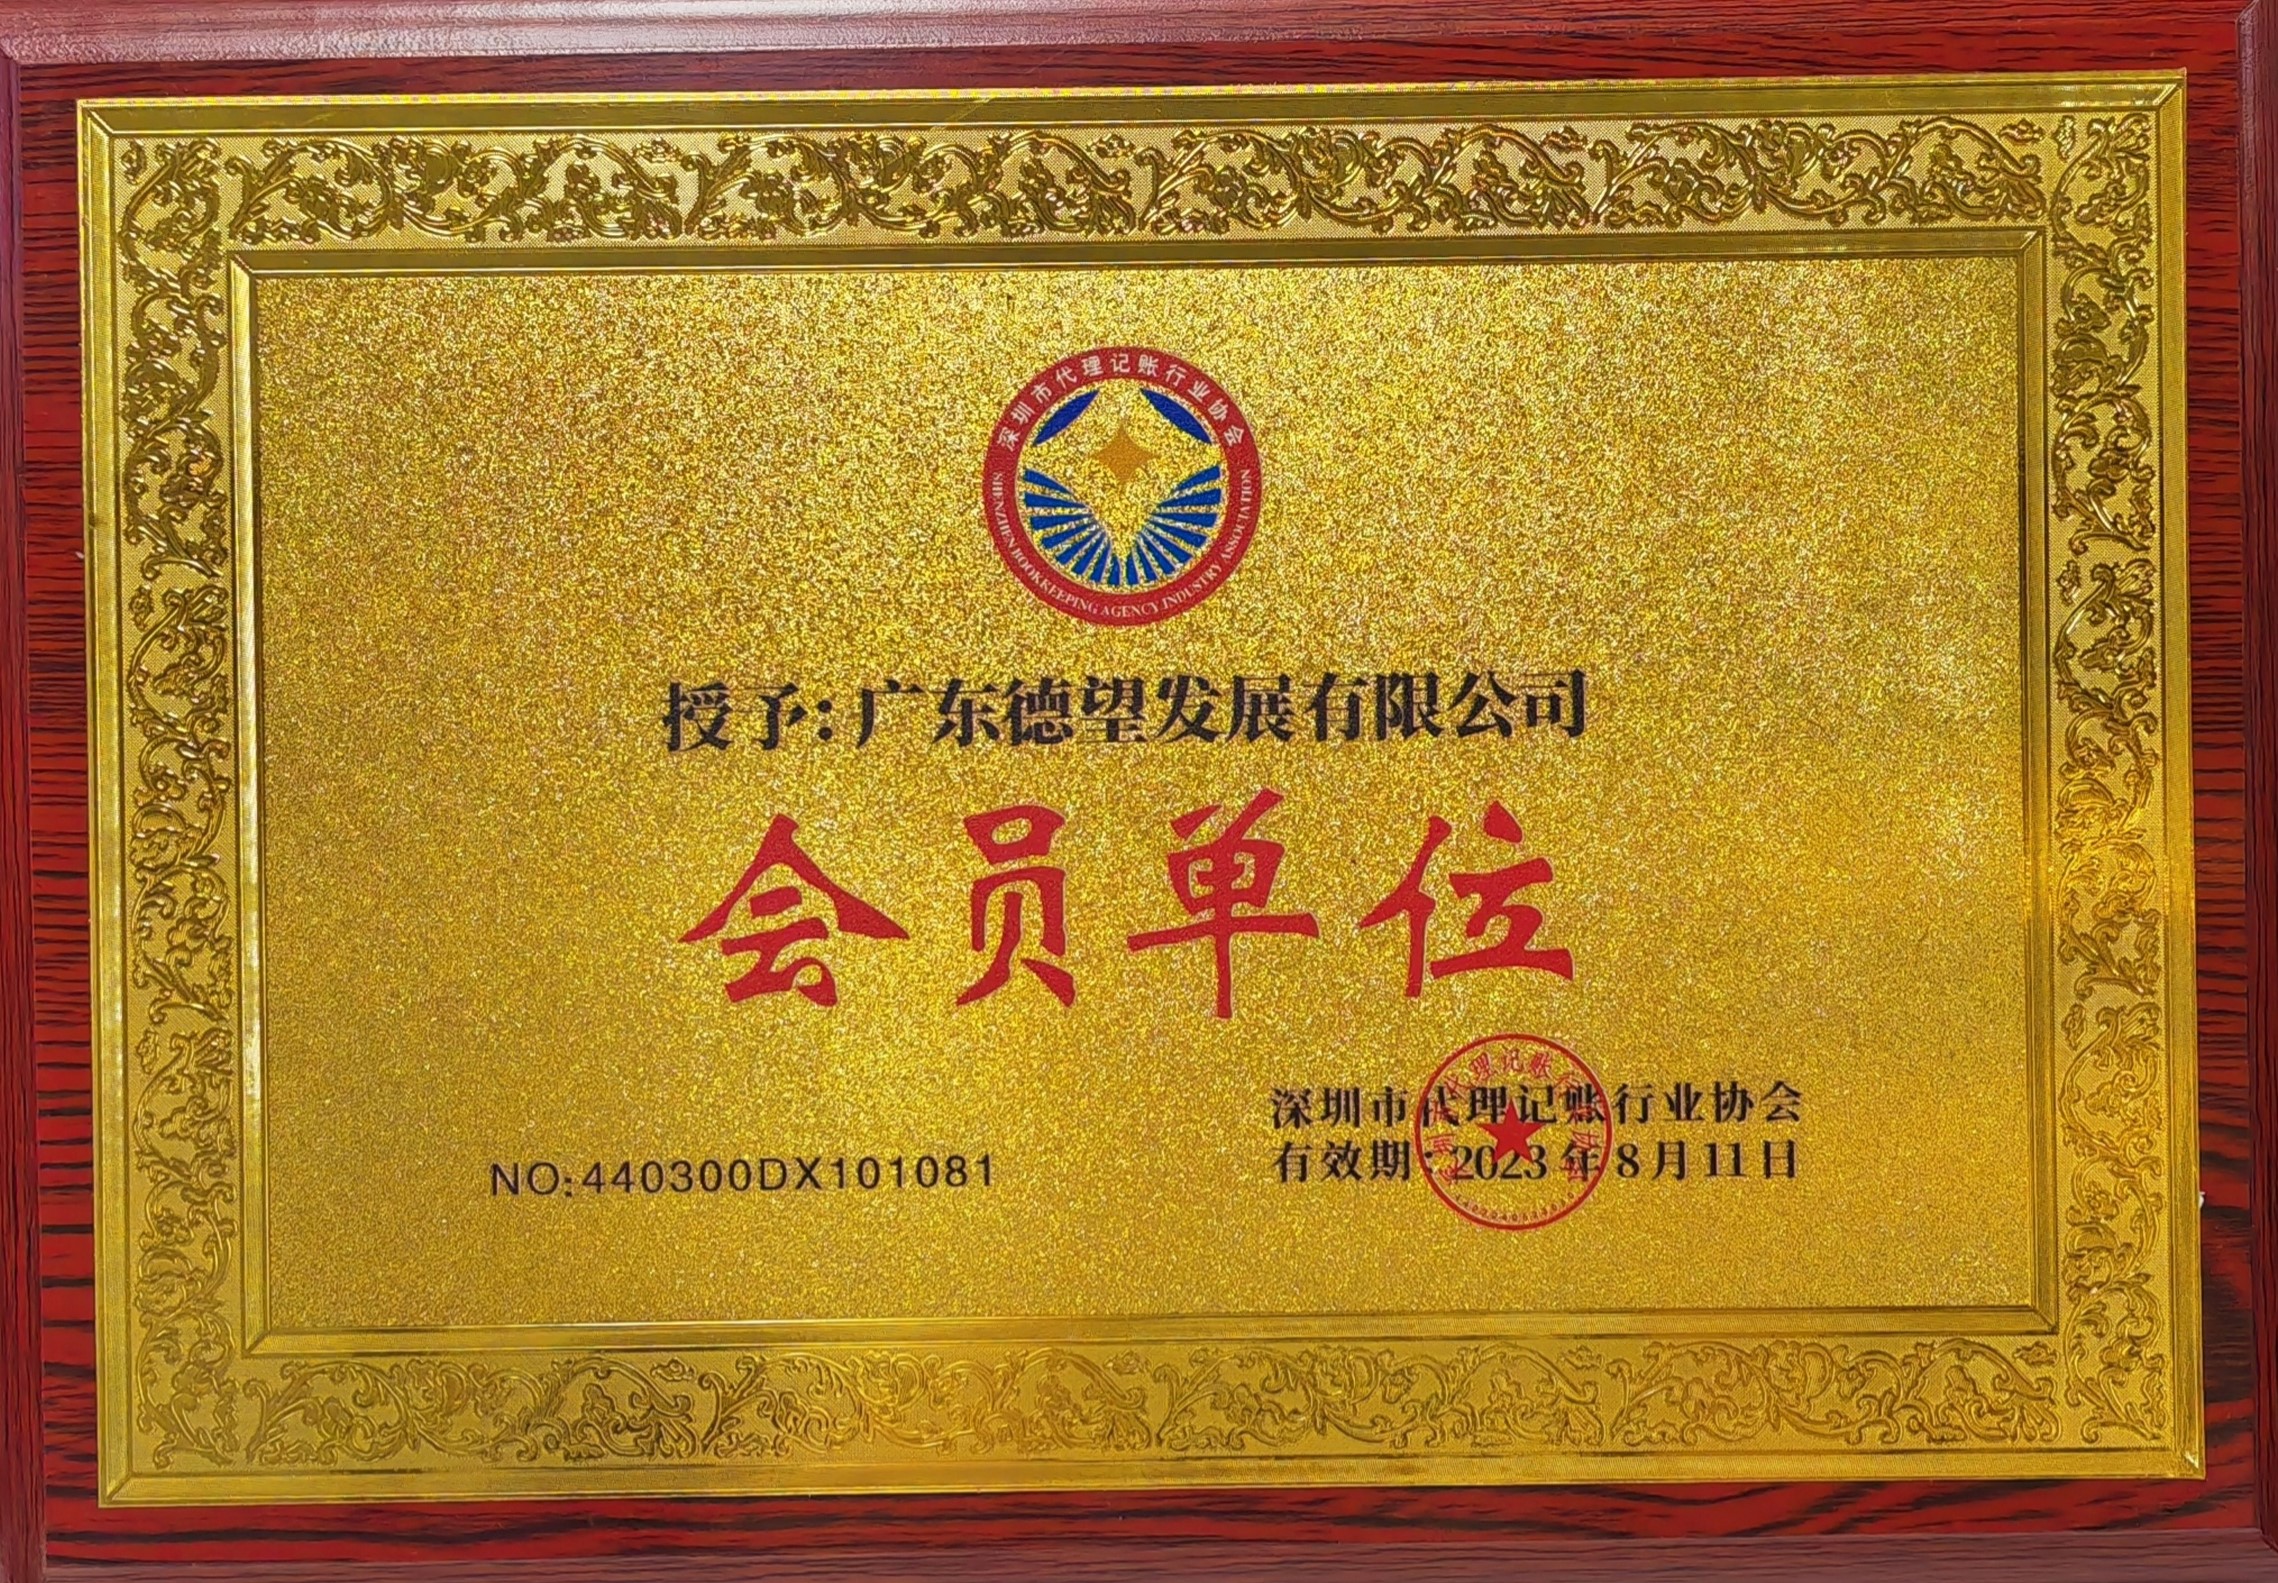 深圳市代理记账行业协会
SHENZHEN BOOKKEEPING AGENCY INDUSTRY ASSOCIATION
授予:广东德望发展有限公司
会员单位
深圳市代理记账行业协会
NO:440300DX101081
有效期:2023年8月11日